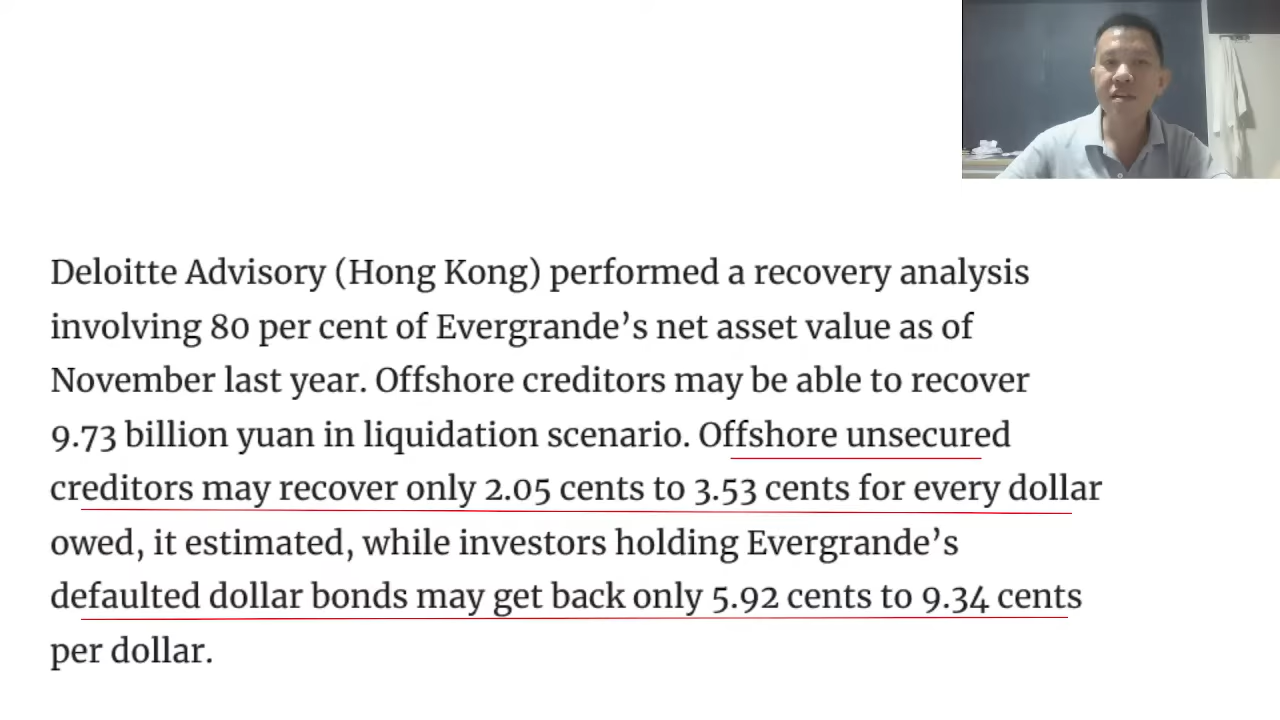 Deloitte Advisory (Hong Kong) performed a recovery analysis
involving 80 per cent of Evergrande’s net asset value as of
November last year. Offshore creditors may be able to recover
9.73 billion yuan in liquidation scenario. Offshore unsecured
creditors may recover only 2.05 cents to 3.53 cents for every dollar
owed, it estimated, while investors holding Evergrande’s
defaulted dollar bonds may get back only 5.92 cents to 9.34 cents
per dollar.